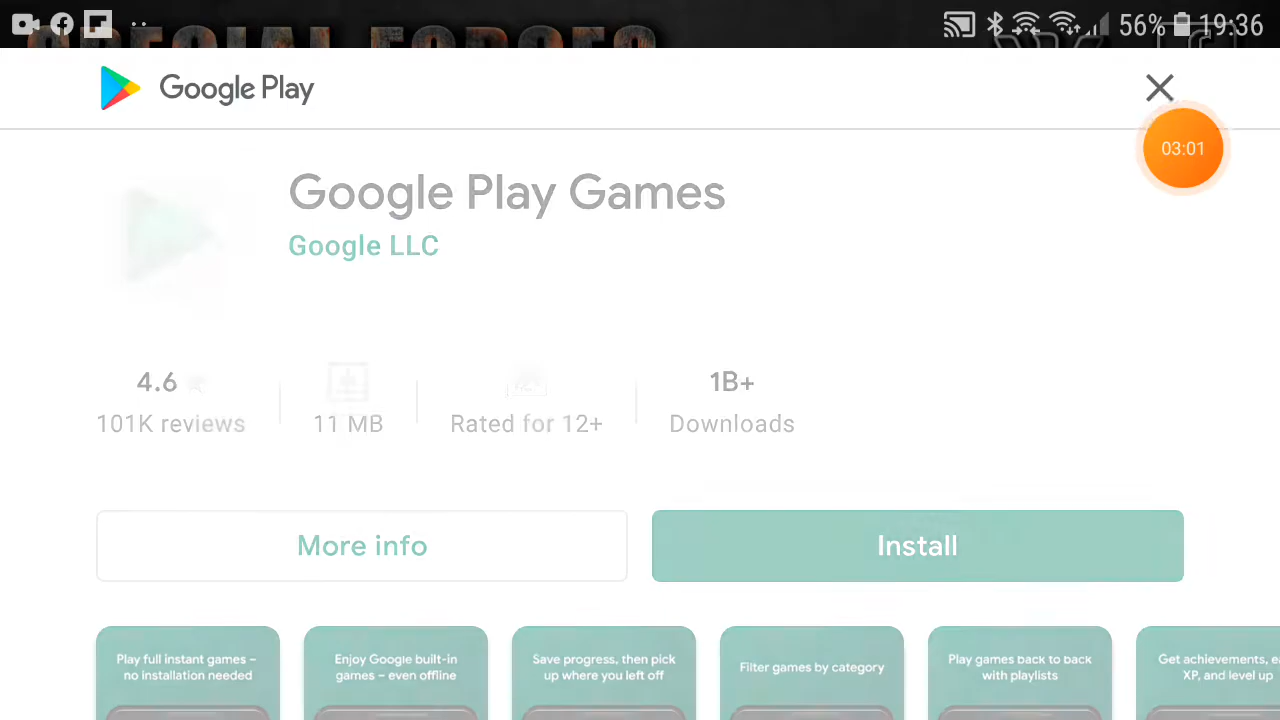 SPECIAL FORCES
56% 19:36
Google Play
03:01
Google Play Games
Google LLC
4.6
101K reviews
11 MB
Rated for 12+
1B+
Downloads
More info
Install
Play full instant games –
no installation needed
Enjoy Google built-in
games – even offline
Save progress, then pick
up where you left off
Filter games by category
Play games back to back
with playlists
Get achievements, ea
XP, and level up